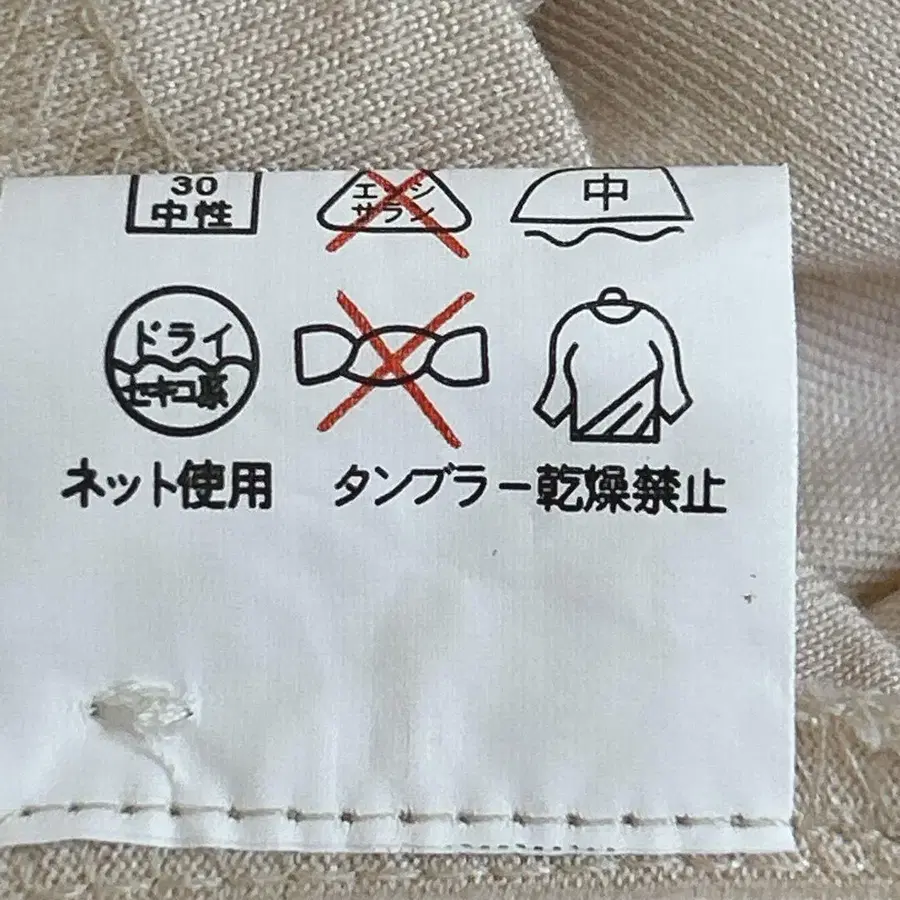 30
中性
エンソ
サラシ
中
ドライ
セキユ系
ネット使用
タンブラー乾燥禁止